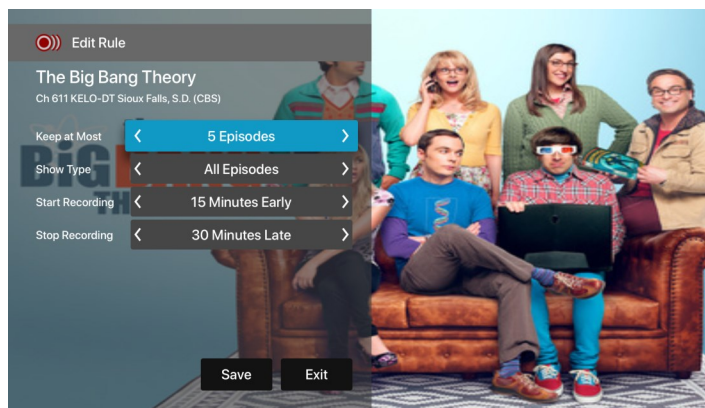 Edit Rule
The Big Bang Theory
Ch 611 KELO-DT Sioux Falls, S.D. (CBS)
Keep at Most 5 Episodes
Show Type All Episodes
Start Recording 15 Minutes Early
Stop Recording 30 Minutes Late
Save Exit